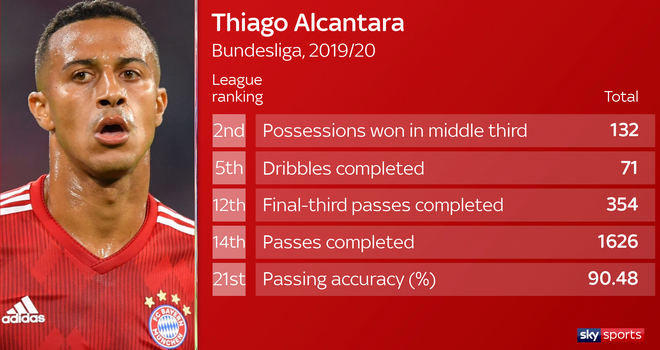 Thiago Alcantara
Bundesliga, 2019/20
League
ranking Total
2nd Possessions won in middle third 132
5th Dribbles completed 71
12th Final-third passes completed 354
14th Passes completed 1626
21st Passing accuracy (%) 90.48
adidas
FC BAYERN
MÜNCHEN
sky sports